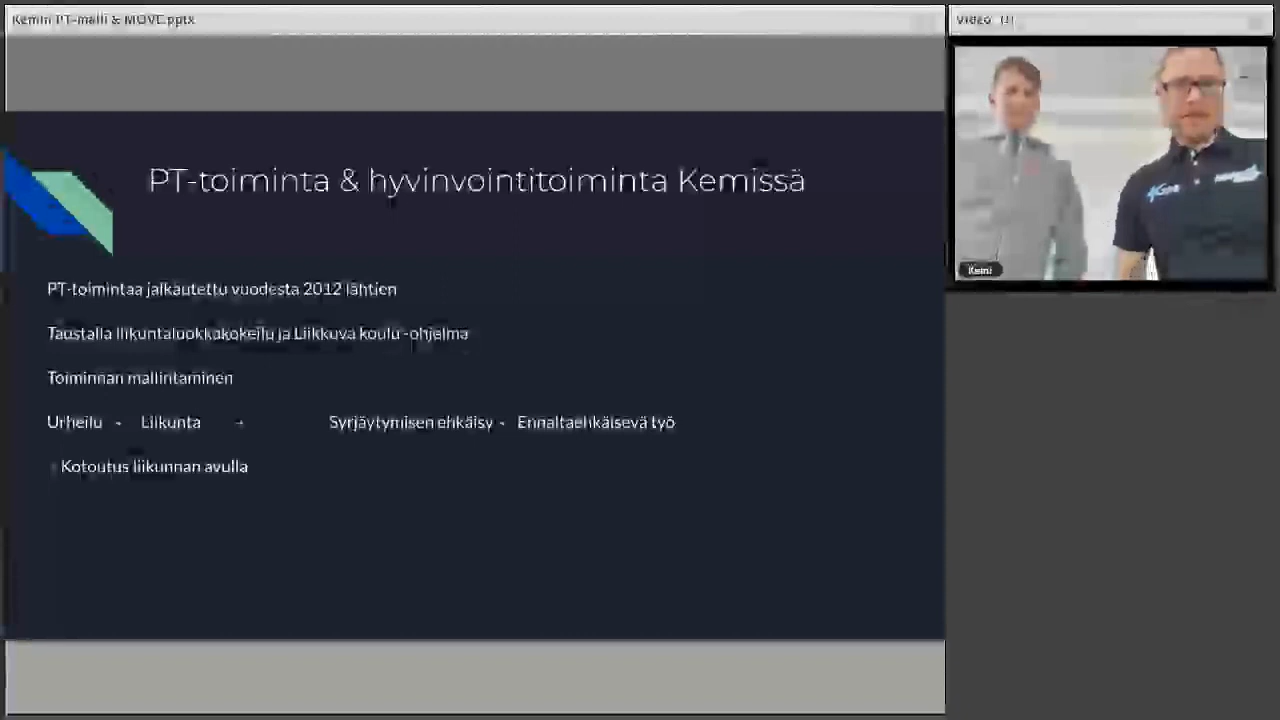 Kemin PT-malli & MOVE.pptx
Video (1)
PT-toiminta & hyvinvointitoiminta Kemissä
PT-toimintaa jalkautettu vuodesta 2012 lähtien
Taustalla liikuntaluokkakokeilu ja Liikkuva koulu -ohjelma
Toiminnan mallintaminen
Urheilu - Liikunta - Syrjäytymisen ehkäisy - Ennaltaehkäisevä työ
Kotoutus liikunnan avulla
Kemi